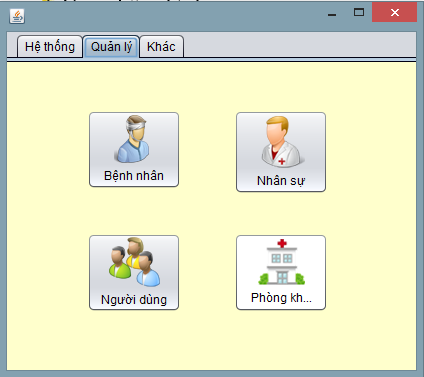 Hệ thống Quản lý Khác
Bệnh nhân Nhân sự
Người dùng Phòng kh...